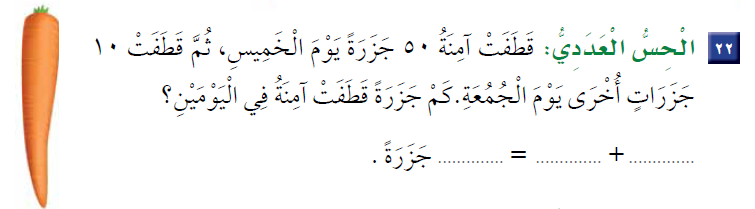 ٢٢ الْحِسُّ الْعَدَدِيُّ: قَطَفَتْ آمِنَةُ ٥٠ جَزَرَةً يَوْمَ الْخَمِيسِ، ثُمَّ قَطَفَتْ ١٠
جَزَرَاتٍ أُخْرَى يَوْمَ الْجُمُعَةِ.كَمْ جَزَرَةً قَطَفَتْ آمِنَةُ فِي الْيَوْمَيْنِ؟
.............. + .............. = .............. جَزَرَةً .